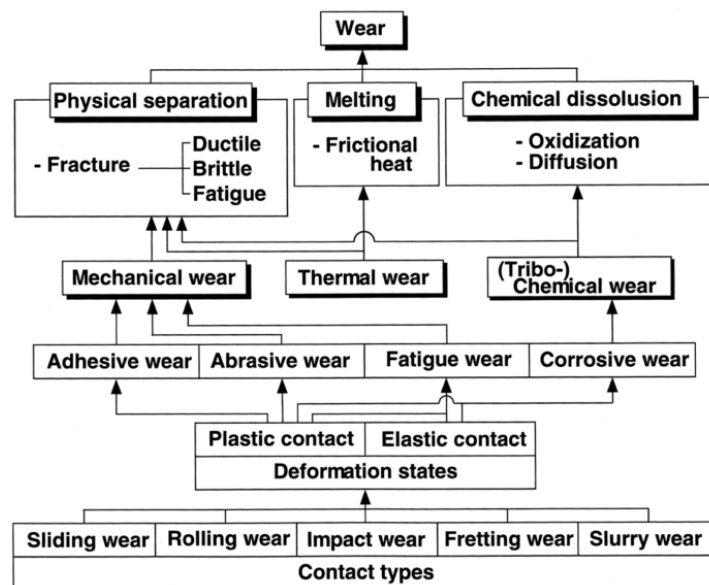 Wear
Physical separation
Melting
Chemical dissolusion
- Fracture
Ductile
Brittle
Fatigue
- Frictional
heat
- Oxidization
- Diffusion
Mechanical wear
Thermal wear
(Tribo-)
Chemical wear
Adhesive wear
Abrasive wear
Fatigue wear
Corrosive wear
Plastic contact
Elastic contact
Deformation states
Sliding wear
Rolling wear
Impact wear
Fretting wear
Slurry wear
Contact types